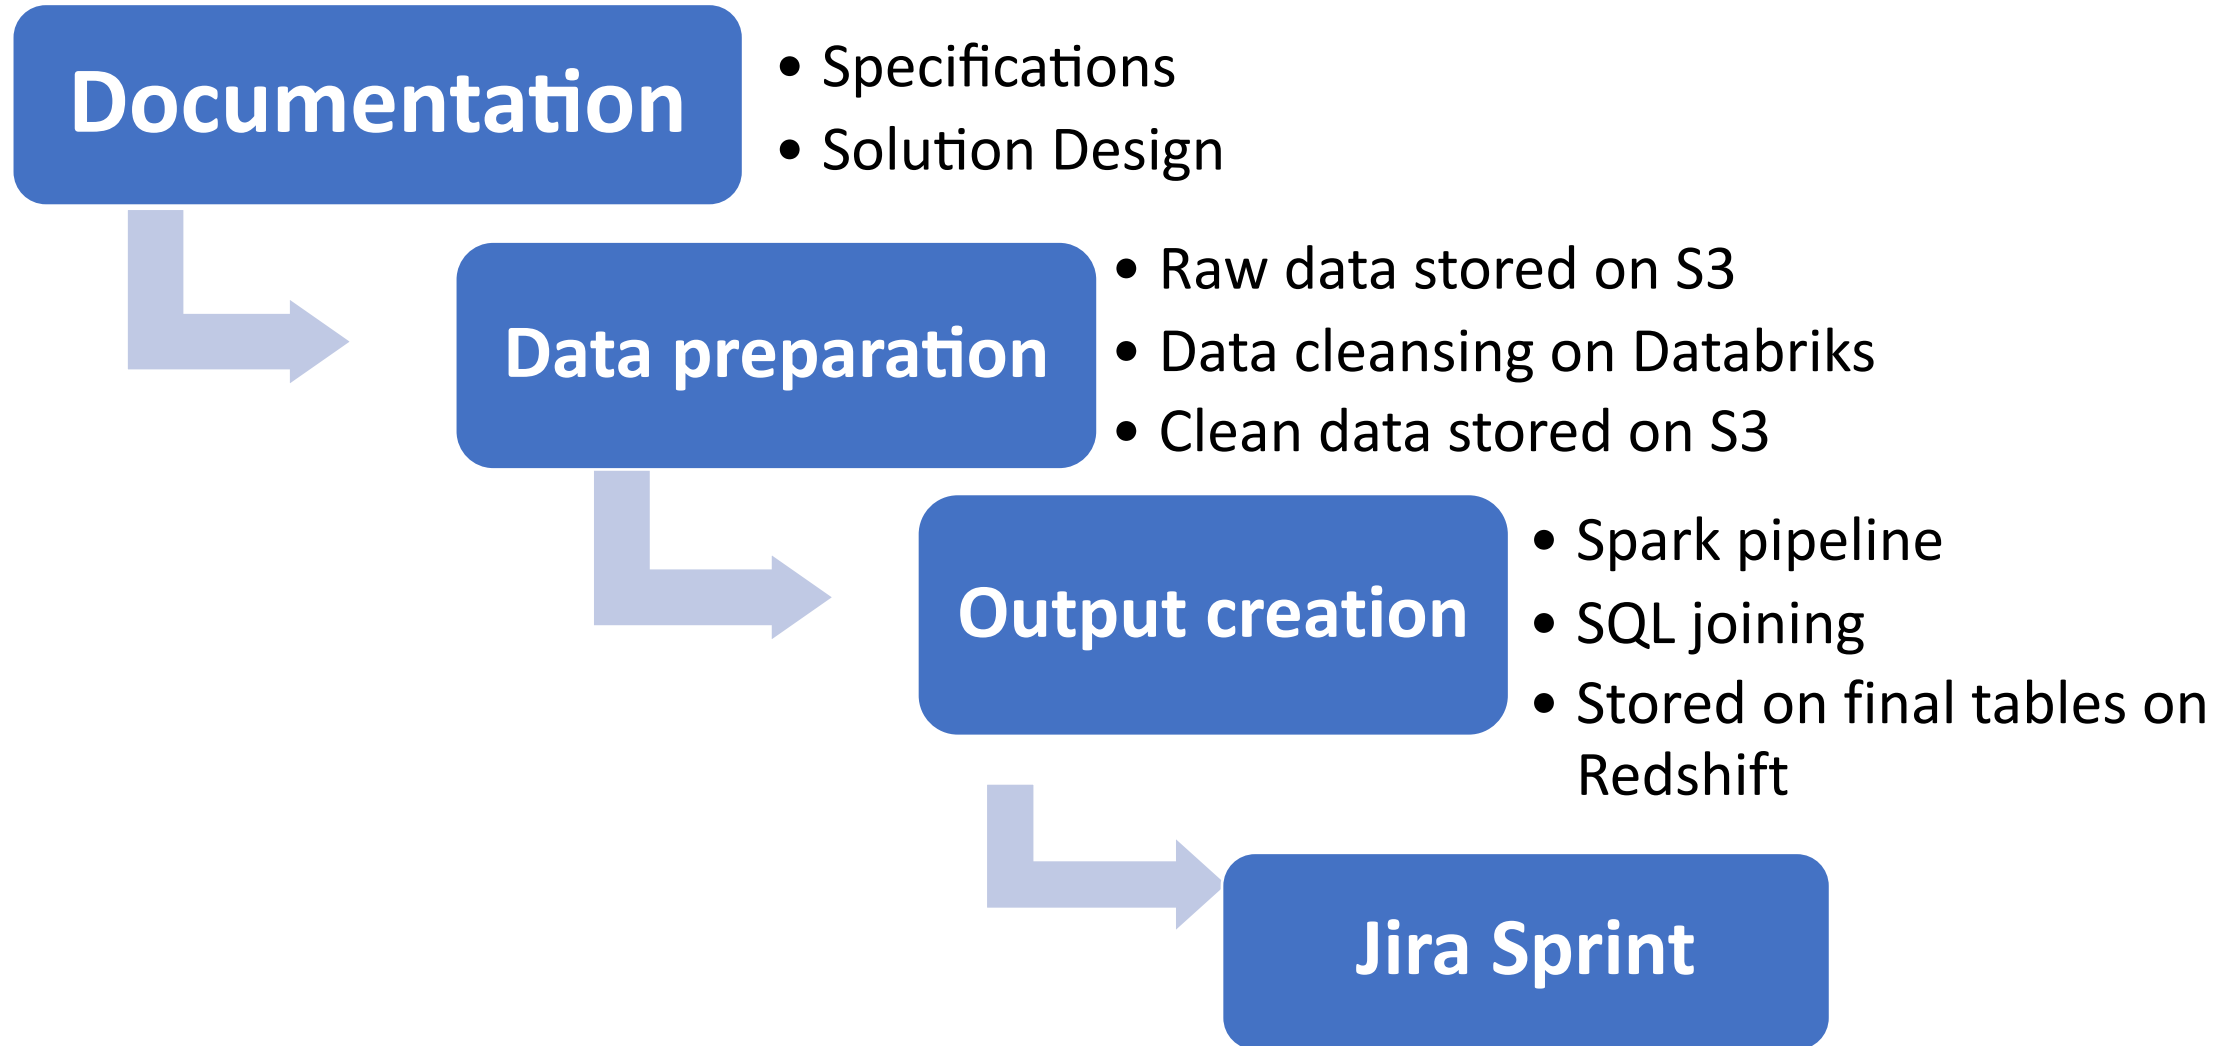 Documentation
• Specifications
• Solution Design
Data preparation
• Raw data stored on S3
• Data cleansing on Databriks
• Clean data stored on S3
Output creation
• Spark pipeline
• SQL joining
• Stored on final tables on
Redshift
Jira Sprint